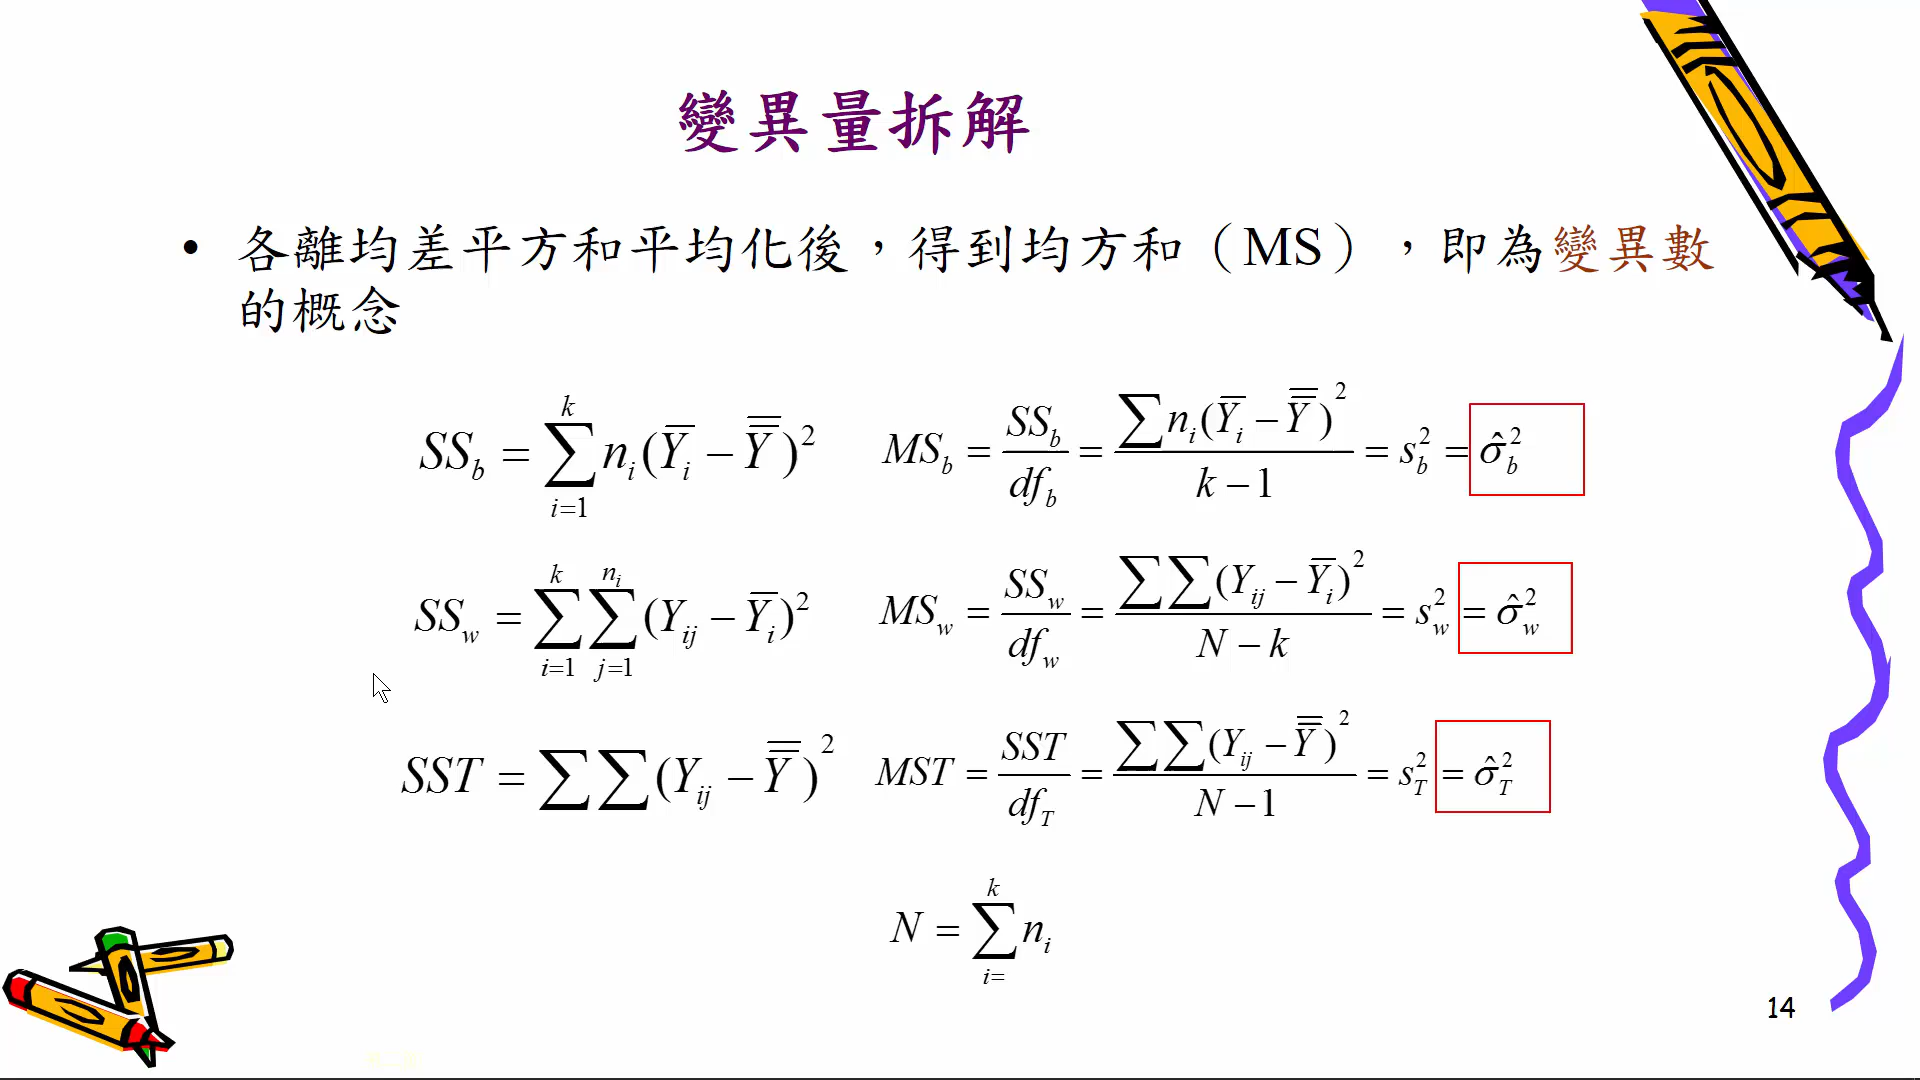 變異量拆解
• 各離均差平方和平均化後，得到均方和（MS），即為變異數
的概念
$SS_b = \sum_{i=1}^{k} n_i (\overline{Y}_i - \overline{\overline{Y}})^2$ $MS_b = \frac{SS_b}{df_b} = \frac{\sum n_i (\overline{Y}_i - \overline{\overline{Y}})^2}{k-1} = s_b^2 = \hat{\sigma}_b^2$
$SS_w = \sum_{i=1}^{k} \sum_{j=1}^{n_i} (Y_{ij} - \overline{Y}_i)^2$ $MS_w = \frac{SS_w}{df_w} = \frac{\sum\sum (Y_{ij} - \overline{Y}_i)^2}{N-k} = s_w^2 = \hat{\sigma}_w^2$
$SST = \sum\sum (Y_{ij} - \overline{\overline{Y}})^2$ $MST = \frac{SST}{df_T} = \frac{\sum\sum (Y_{ij} - \overline{\overline{Y}})^2}{N-1} = s_T^2 = \hat{\sigma}_T^2$
$N = \sum_{i=}^{k} n_i$
14